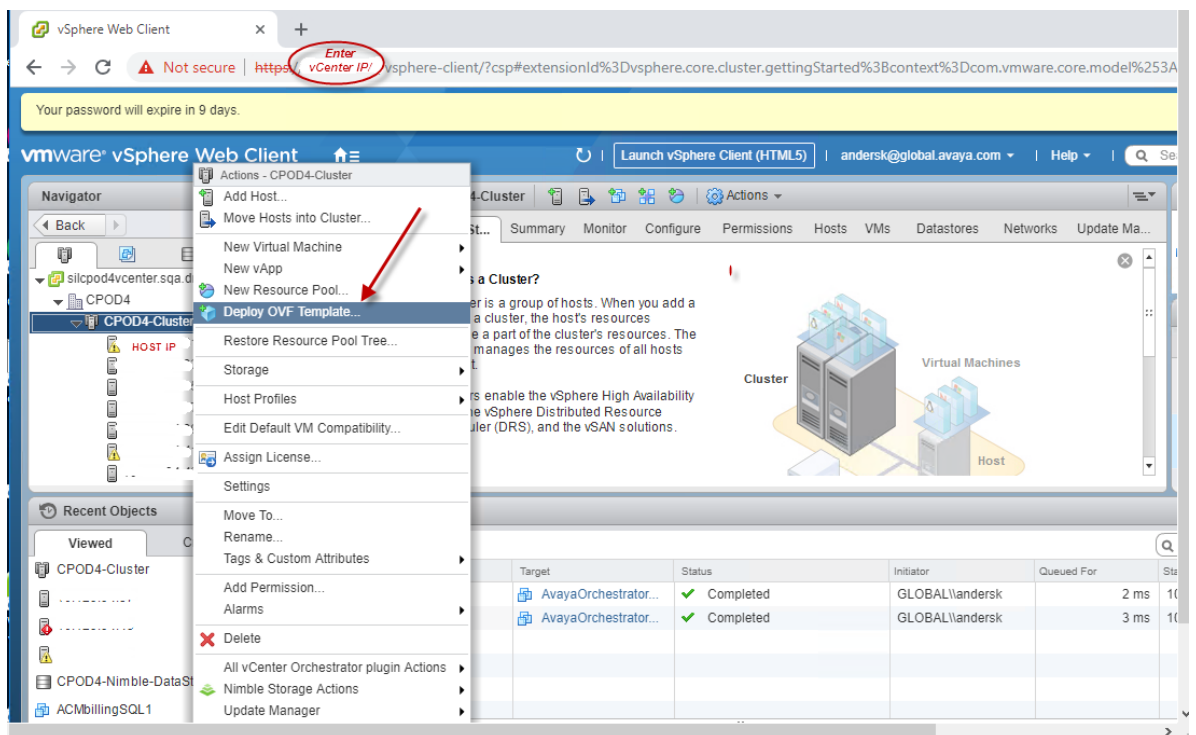 vSphere Web Client
Enter
vCenter IP/
Not secure | https:/ vsphere-client/?csp#extensionId%3Dvsphere.core.cluster.gettingStarted%3Bcontext%3Dcom.vmware.core.model%253A
Your password will expire in 9 days.
vmware® vSphere Web Client
Launch vSphere Client (HTML5) | andersk@global.avaya.com | Help
Navigator
Actions
Back
Summary Monitor Configure Permissions Hosts VMs Datastores Networks Update Ma...
silcpod4vcenter.sqa.
CPOD4
CPOD4-Cluster
HOST IP
Actions - CPOD4-Cluster
Add Host...
Move Hosts into Cluster...
New Virtual Machine
New vApp
New Resource Pool...
Deploy OVF Template...
Restore Resource Pool Tree...
Storage
Host Profiles
Edit Default VM Compatibility...
Assign License...
Settings
Move To...
Rename...
Tags & Custom Attributes
Add Permission...
Alarms
Delete
All vCenter Orchestrator plugin Actions
Nimble Storage Actions
Update Manager
s a Cluster?
er is a group of hosts. When you add a
a cluster, the host's resources
e a part of the cluster's resources. The
manages the resources of all hosts
t.
rs enable the vSphere High Availability
he vSphere Distributed Resource
uler (DRS), and the vSAN solutions.
Cluster
Virtual Machines
Host
Recent Objects
Viewed
CPOD4-Cluster
CPOD4-Nimble-DataSt
ACMbillingSQL1
Target Status Initiator Queued For
AvayaOrchestrator... Completed GLOBAL\\andersk 2 ms
AvayaOrchestrator... Completed GLOBAL\\andersk 3 ms